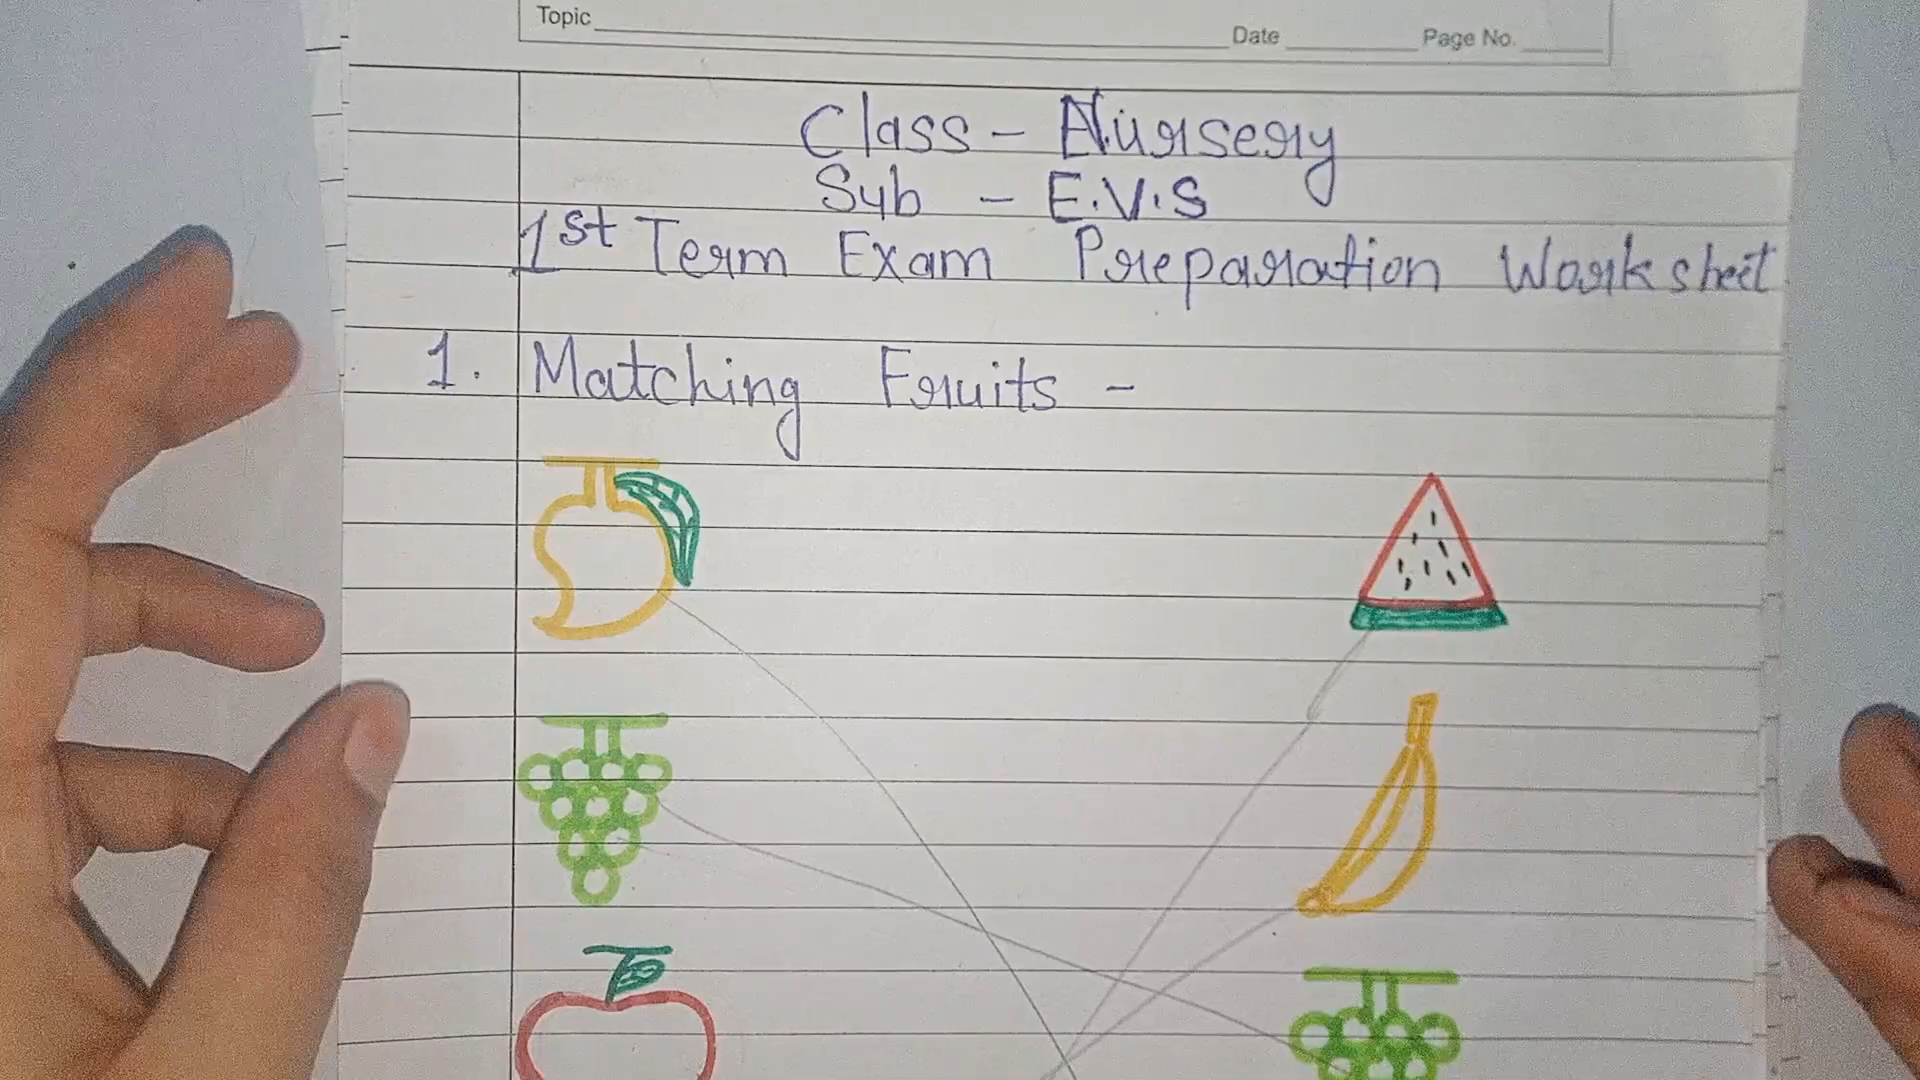 Topic
Date Page No.
Class - Nursery
Sub - E.V.S
1st Term Exam Preparation Worksheet
1. Matching Fruits -